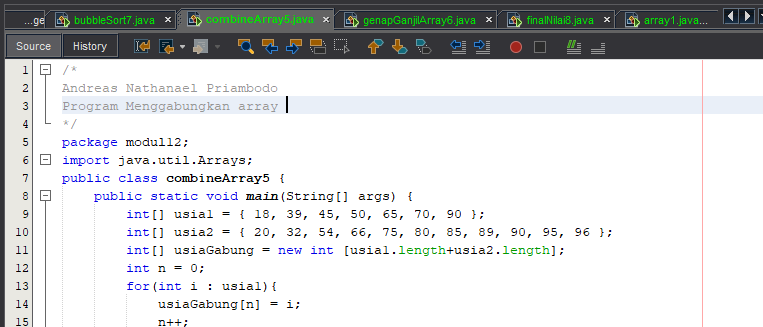 ...ge bubbleSort7.java combineArray5.java genapGanjilArray6.java finalNilai8.java array1.java...
Source History
1 /*
2 Andreas Nathanael Priambodo
3 Program Menggabungkan array
4 */
5 package modul12;
6 import java.util.Arrays;
7 public class combineArray5 {
8 public static void main(String[] args) {
9 int[] usia1 = { 18, 39, 45, 50, 65, 70, 90 };
10 int[] usia2 = { 20, 32, 54, 66, 75, 80, 85, 89, 90, 95, 96 };
11 int[] usiaGabung = new int [usia1.length+usia2.length];
12 int n = 0;
13 for(int i : usia1){
14 usiaGabung[n] = i;
15 n++;